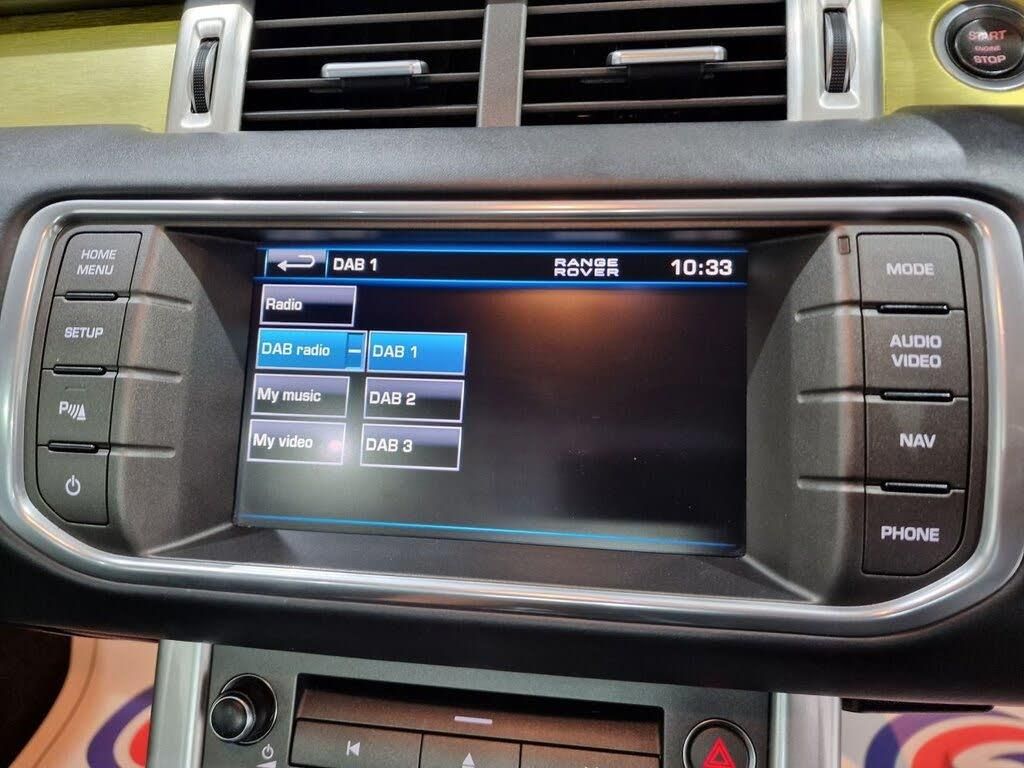 START
ENGINE
STOP
HOME
MENU
SETUP
P
DAB 1
RANGE
ROVER
10:33
Radio
DAB radio
DAB 1
My music
DAB 2
My video
DAB 3
MODE
AUDIO
VIDEO
NAV
PHONE